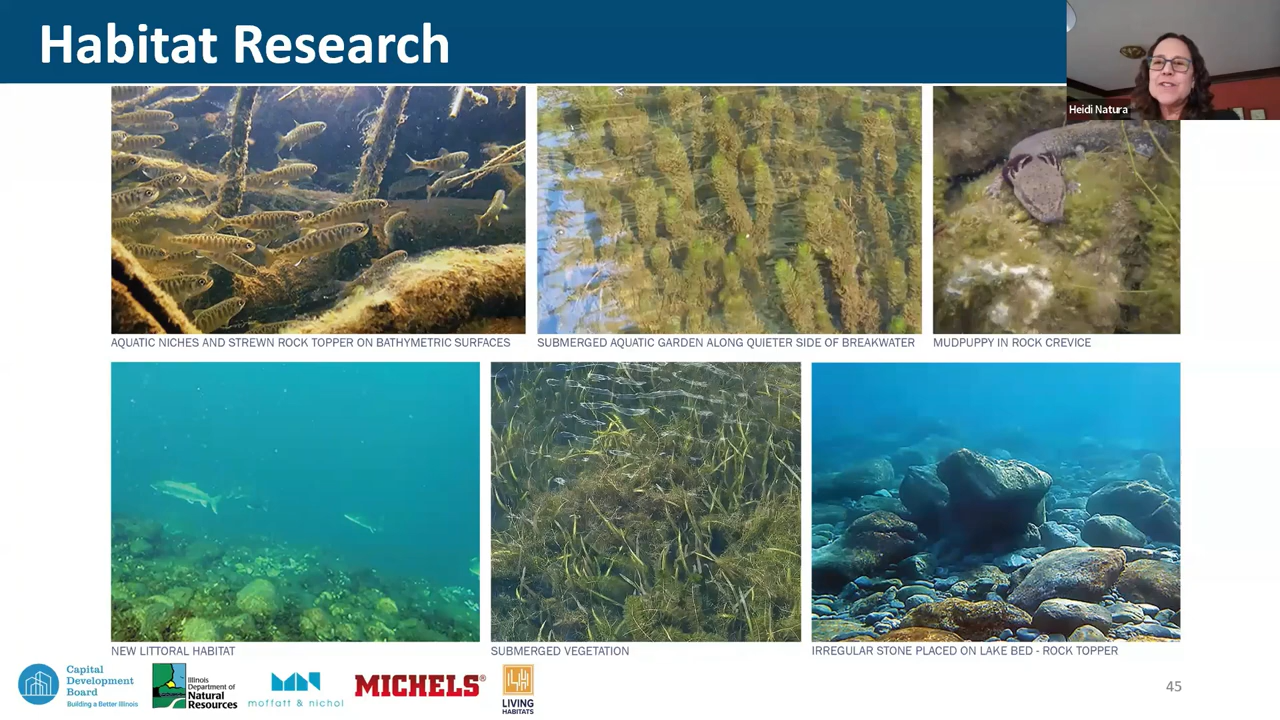 Habitat Research
Heidi Natura
AQUATIC NICHES AND STREWN ROCK TOPPER ON BATHYMETRIC SURFACES
SUBMERGED AQUATIC GARDEN ALONG QUIETER SIDE OF BREAKWATER
MUDPUPPY IN ROCK CREVICE
NEW LITTORAL HABITAT
SUBMERGED VEGETATION
IRREGULAR STONE PLACED ON LAKE BED - ROCK TOPPER
Capital
Development
Board
Building a Better Illinois
Illinois
Department of
Natural
Resources
moffatt & nichol
MICHELS®
LIVING
HABITATS
45